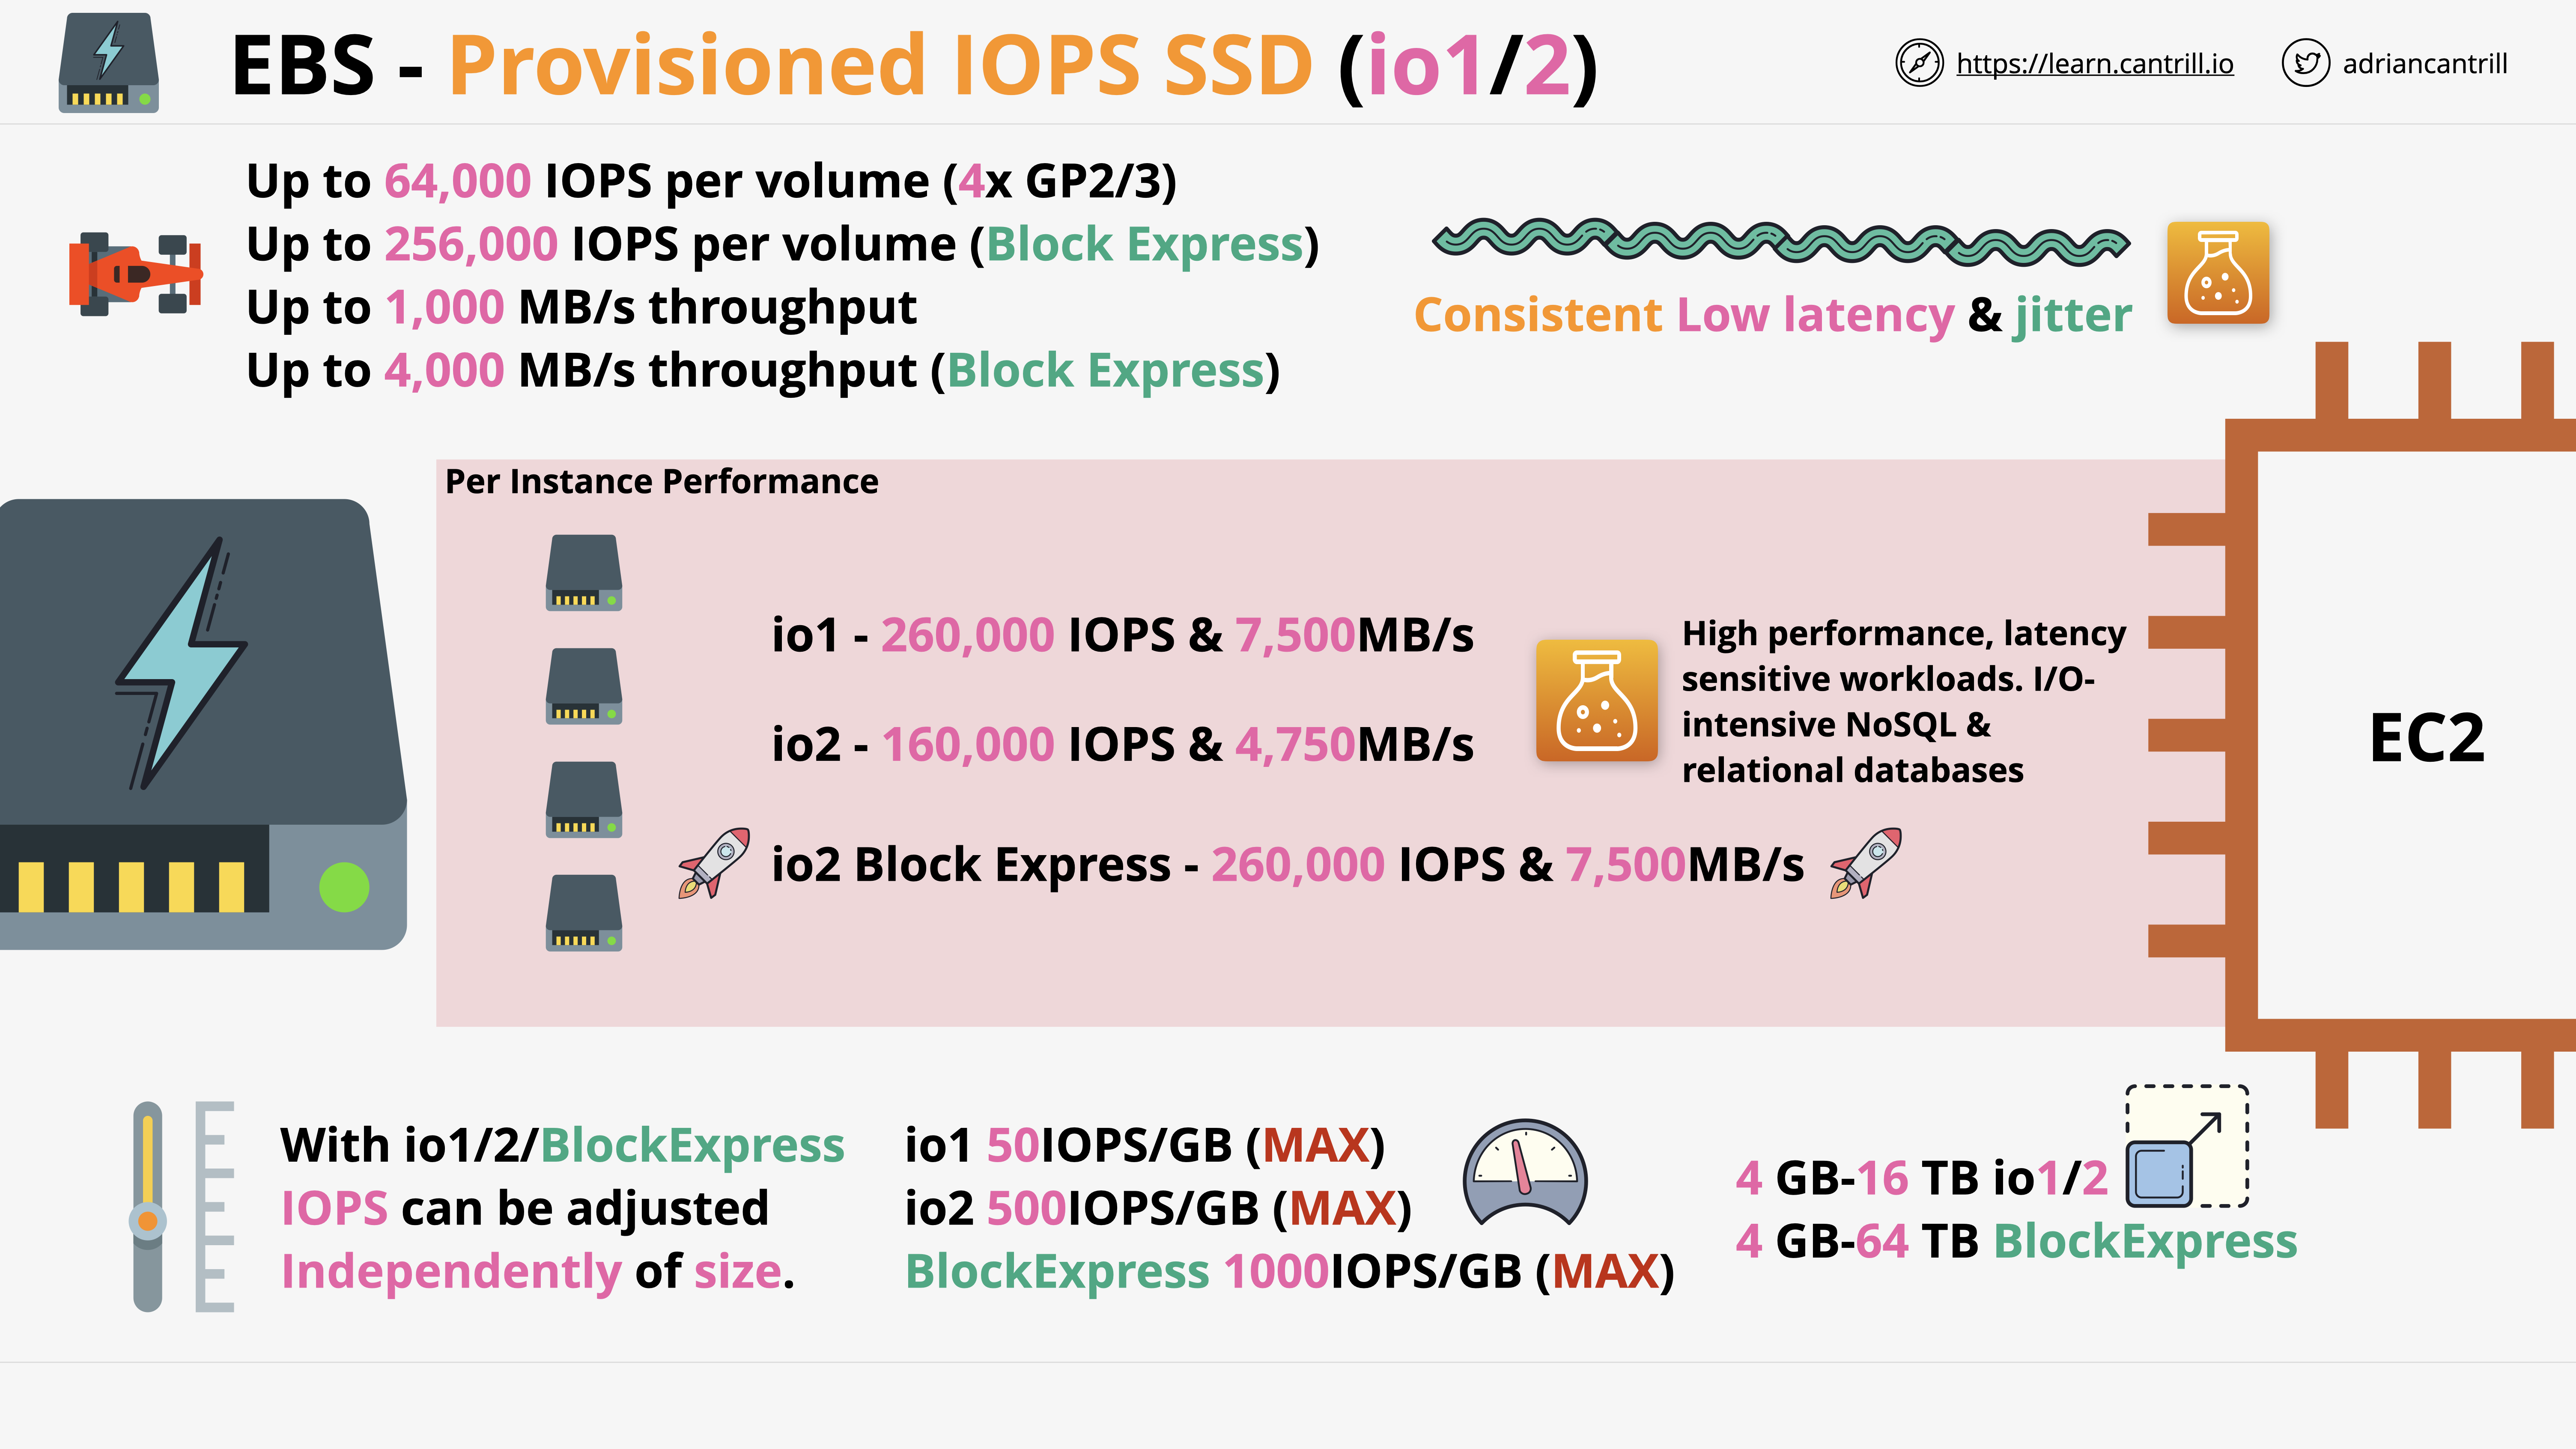 EBS - Provisioned IOPS SSD (io1/2)
https://learn.cantrill.io
adriancantrill
Up to 64,000 IOPS per volume (4x GP2/3)
Up to 256,000 IOPS per volume (Block Express)
Up to 1,000 MB/s throughput
Up to 4,000 MB/s throughput (Block Express)
Consistent Low latency & jitter
Per Instance Performance
io1 - 260,000 IOPS & 7,500MB/s
io2 - 160,000 IOPS & 4,750MB/s
io2 Block Express - 260,000 IOPS & 7,500MB/s
High performance, latency
sensitive workloads. I/O-
intensive NoSQL &
relational databases
EC2
With io1/2/BlockExpress
IOPS can be adjusted
Independently of size.
io1 50IOPS/GB (MAX)
io2 500IOPS/GB (MAX)
BlockExpress 1000IOPS/GB (MAX)
4 GB-16 TB io1/2
4 GB-64 TB BlockExpress